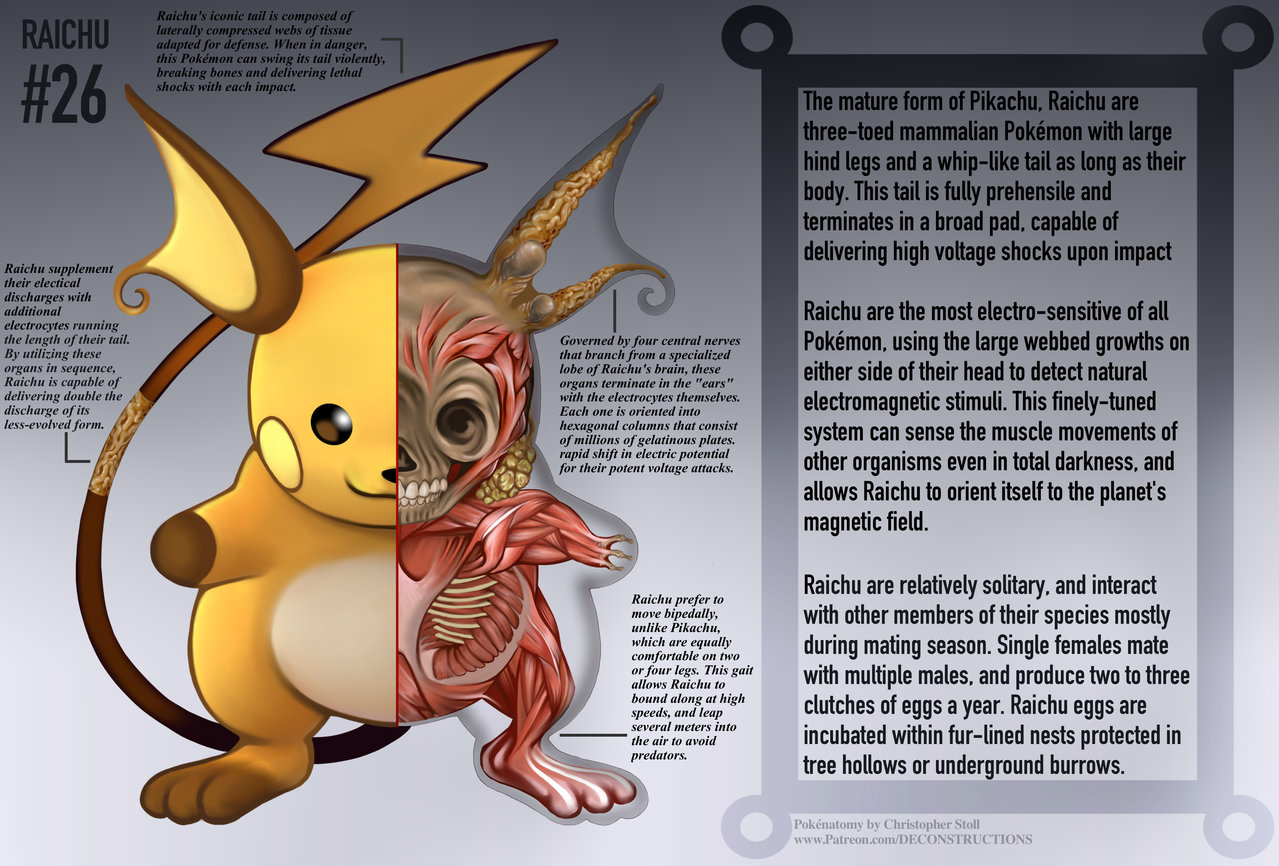 RAICHU
#26
Raichu's iconic tail is composed of
laterally compressed webs of tissue
adapted for defense. When in danger,
this Pokémon can swing its tail violently,
breaking bones and delivering lethal
shocks with each impact.
Raichu supplement
their electical
discharges with
additional
electrocytes running
the length of their tail.
By utilizing these
organs in sequence,
Raichu is capable of
delivering double the
discharge of its
less-evolved form.
Governed by four central nerves
that branch from a specialized
lobe of Raichu's brain, these
organs terminate in the "ears"
with the electrocytes themselves.
Each one is oriented into
hexagonal columns that consist
of millions of gelatinous plates.
rapid shift in electric potential
for their potent voltage attacks.
Raichu prefer to
move bipedally,
unlike Pikachu,
which are equally
comfortable on two
or four legs. This gait
allows Raichu to
bound along at high
speeds, and leap
several meters into
the air to avoid
predators.
The mature form of Pikachu, Raichu are
three-toed mammalian Pokémon with large
hind legs and a whip-like tail as long as their
body. This tail is fully prehensile and
terminates in a broad pad, capable of
delivering high voltage shocks upon impact
Raichu are the most electro-sensitive of all
Pokémon, using the large webbed growths on
either side of their head to detect natural
electromagnetic stimuli. This finely-tuned
system can sense the muscle movements of
other organisms even in total darkness, and
allows Raichu to orient itself to the planet's
magnetic field.
Raichu are relatively solitary, and interact
with other members of their species mostly
during mating season. Single females mate
with multiple males, and produce two to three
clutches of eggs a year. Raichu eggs are
incubated within fur-lined nests protected in
tree hollows or underground burrows.
Pokénatomy by Christopher Stoll
www.Patreon.com/DECONSTRUCTIONS